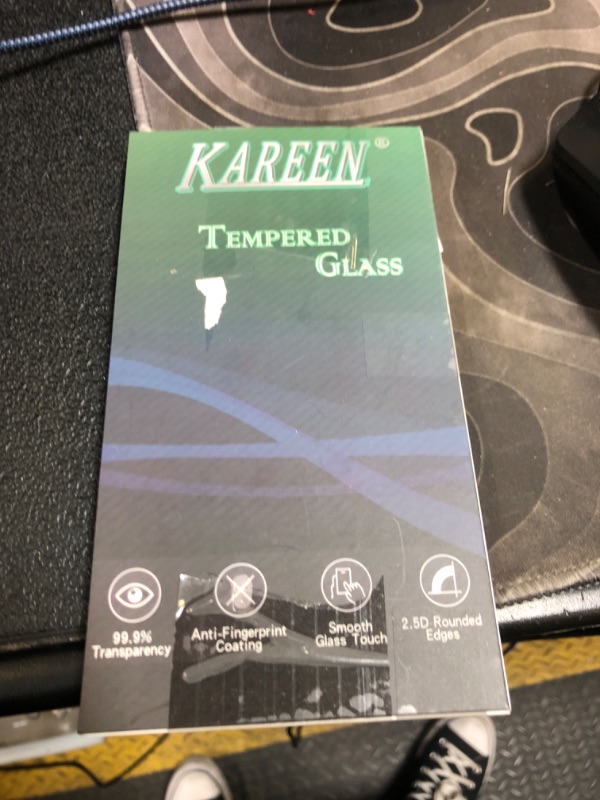 KAREEN®
TEMPERED
GLASS
99.9%
Transparency
Anti-Fingerprint
Coating
Smooth
Glass Touch
2.5D Rounded
Edges